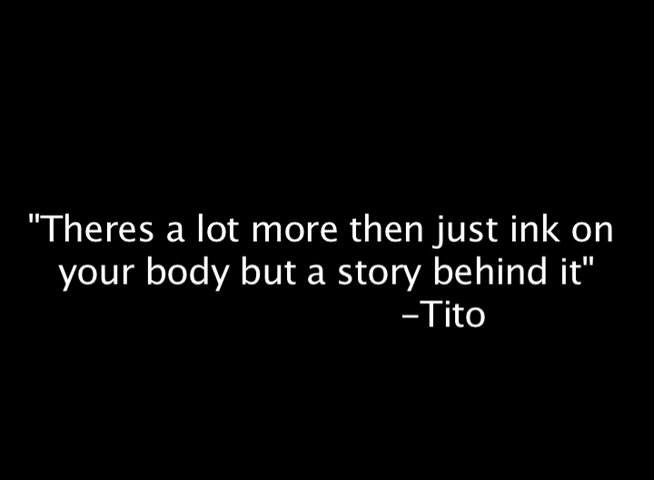 "Theres a lot more then just ink on
your body but a story behind it"
-Tito